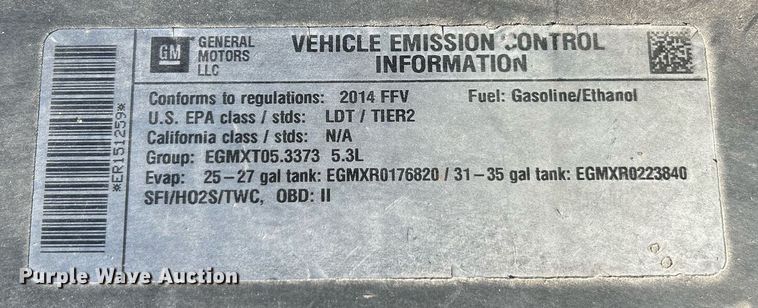 GM
GENERAL
MOTORS
LLC
VEHICLE EMISSION CONTROL
INFORMATION
Conforms to regulations: 2014 FFV Fuel: Gasoline/Ethanol
U.S. EPA class / stds: LDT / TIER2
California class / stds: N/A
Group: EGMXT05.3373 5.3L
Evap: 25-27 gal tank: EGMXR0176820 / 31-35 gal tank: EGMXR0223840
SFI/HO2S/TWC, OBD: II
*ER151259*
Purple Wave Auction